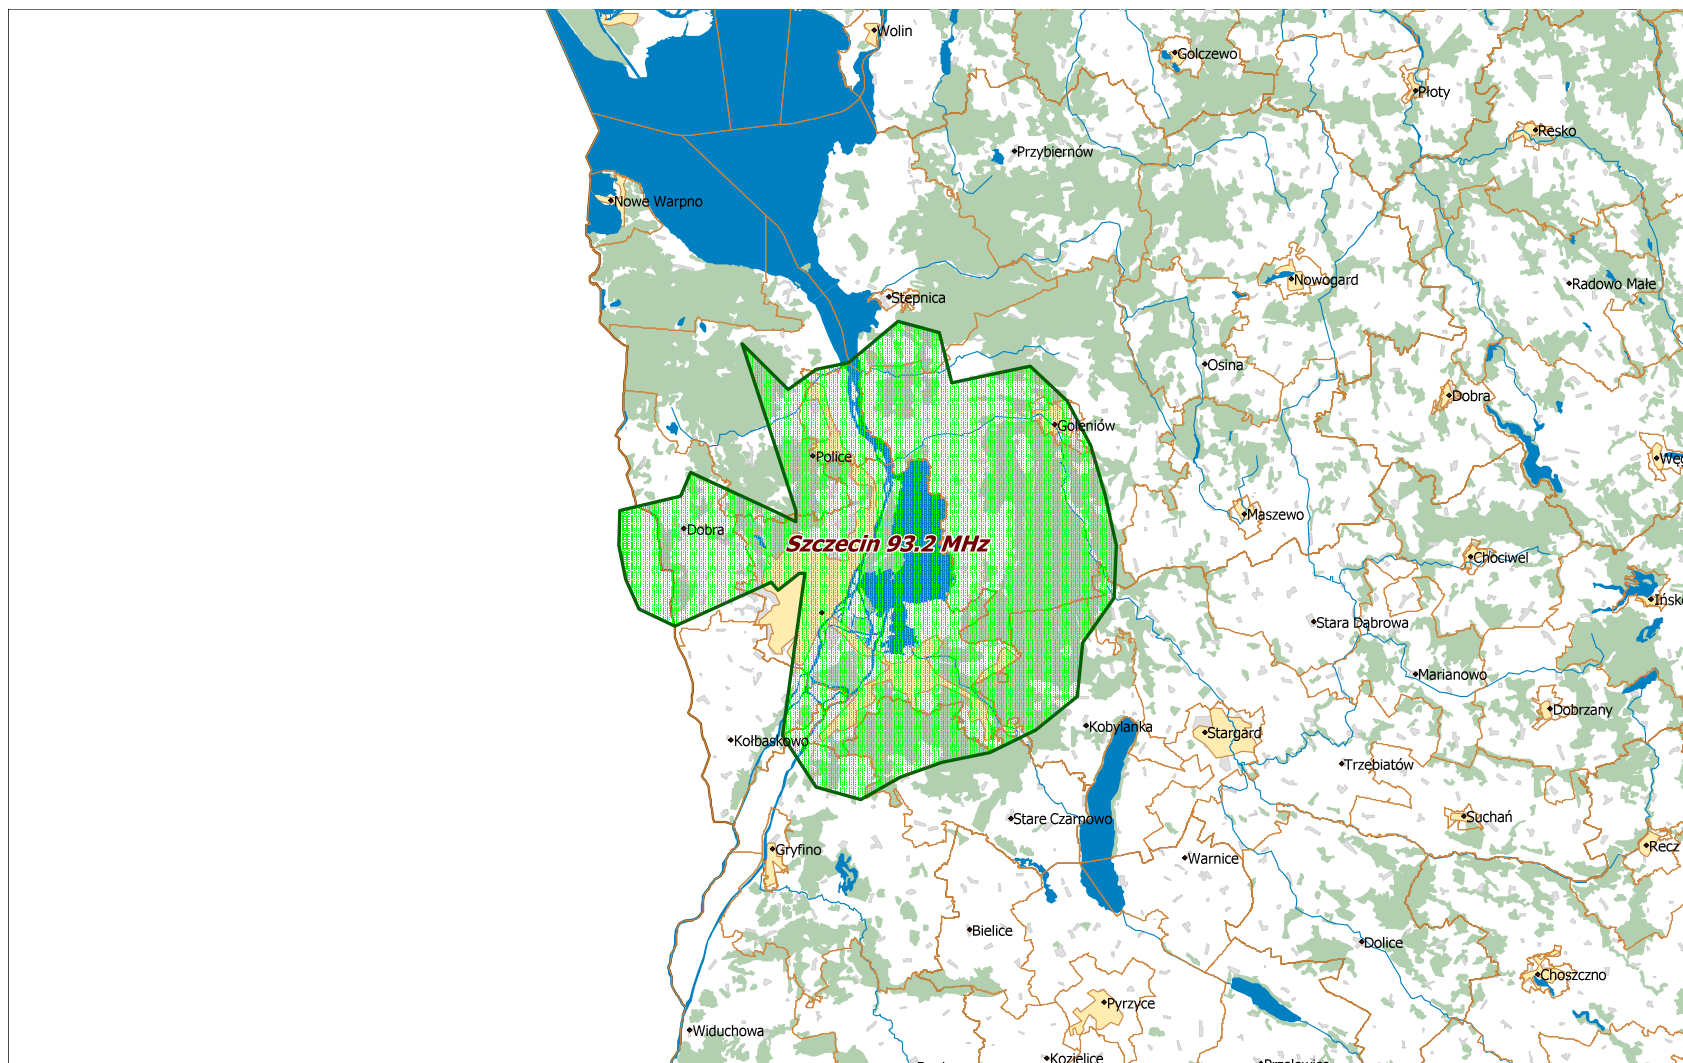 Wolin
Golczewo
Płoty
Resko
Przybiernów
Nowe Warpno
Nowogard
Radowo Małe
Stepnica
Osina
Dobra
Goleniów
Police
Maszewo
Dobra
Szczecin 93.2 MHz
Chociwel
Stara Dąbrowa
Marianowo
Dobrzany
Kobylanka
Stargard
Kołbaskowo
Trzebiatów
Stare Czarnowo
Suchań
Recz
Gryfino
Warnice
Bielice
Dolice
Choszczno
Pyrzyce
Widuchowa
Kozielice